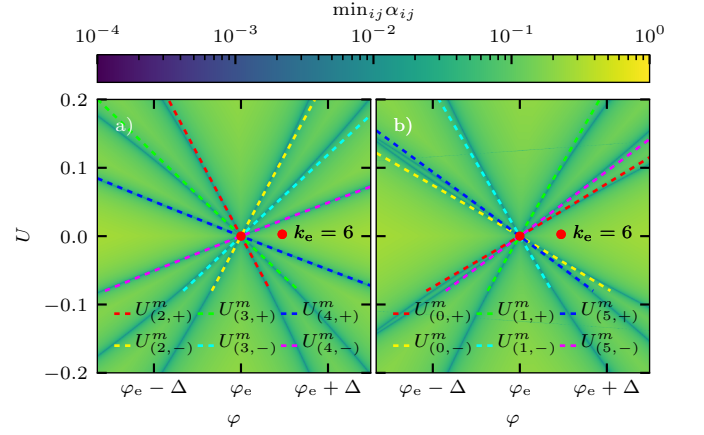 min_{ij} α_{ij}
10^{−4} 10^{−3} 10^{−2} 10^{−1} 10^{0}
a) b)
k_e = 6 k_e = 6
U^m_{(2,+)} U^m_{(3,+)} U^m_{(4,+)}
U^m_{(2,−)} U^m_{(3,−)} U^m_{(4,−)}
U^m_{(0,+)} U^m_{(1,+)} U^m_{(5,+)}
U^m_{(0,−)} U^m_{(1,−)} U^m_{(5,−)}
0.2
0.1
0.0
−0.1
−0.2
U
φ_e − Δ φ_e φ_e + Δ
φ_e − Δ φ_e φ_e + Δ
φ φ